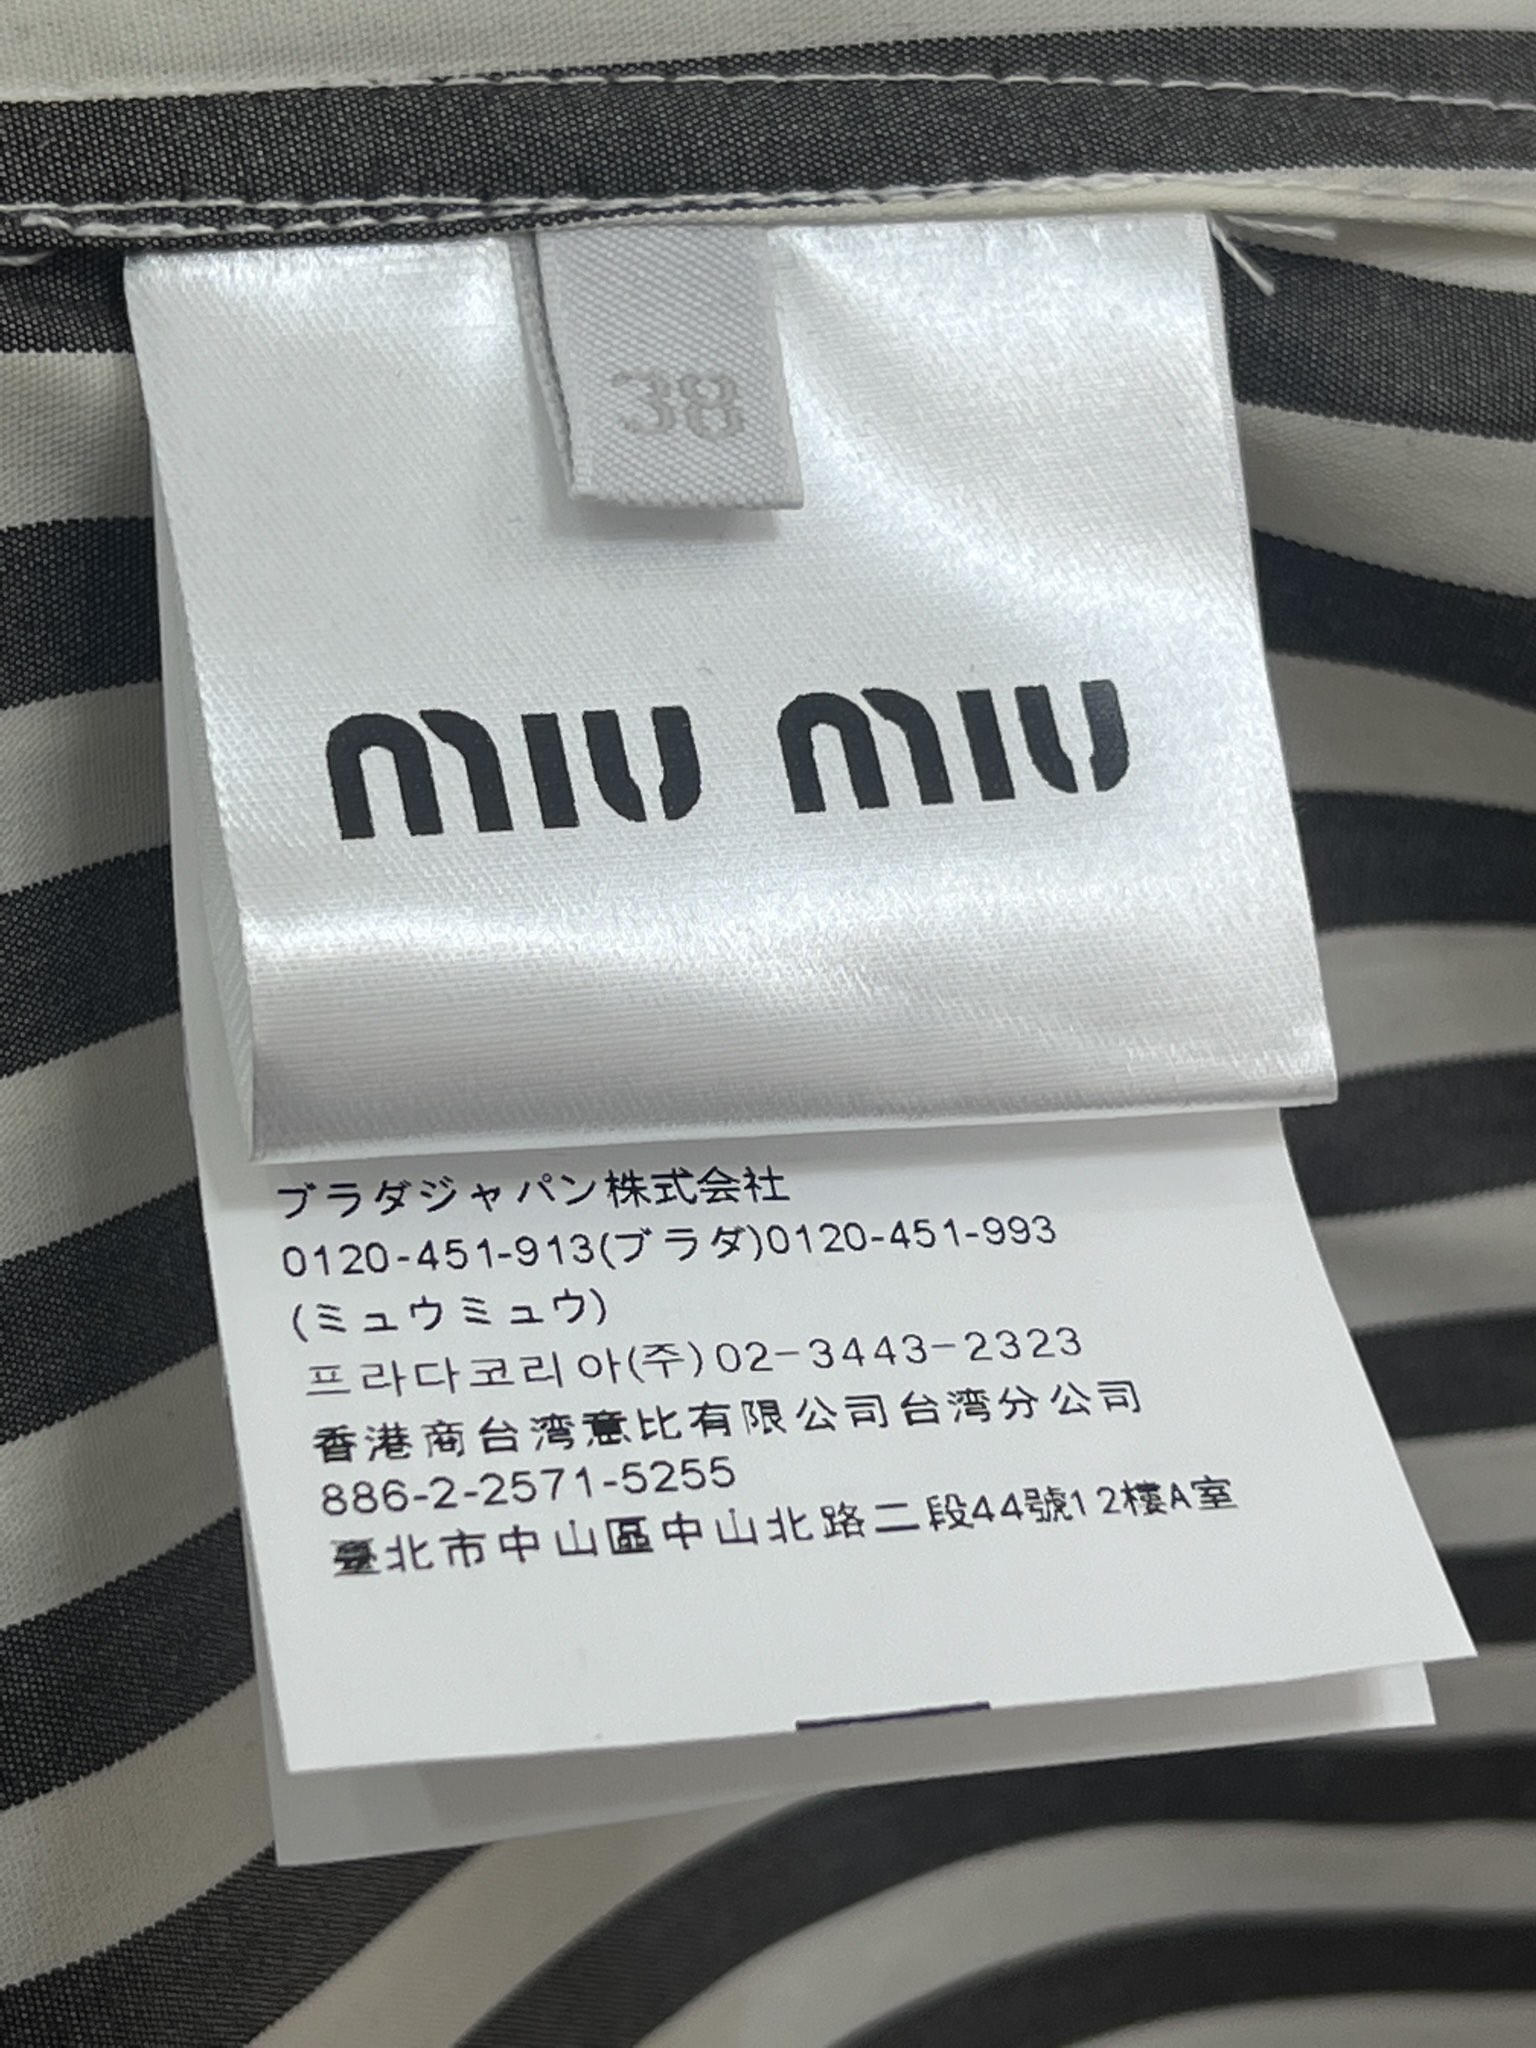 38
miu miu
プラダジャパン株式会社
0120-451-913(プラダ)0120-451-993
(ミュウミュウ)
프라다코리아(주)02-3443-2323
香港商台湾意比有限公司台湾分公司
886-2-2571-5255
臺北市中山區中山北路二段44號12樓A室